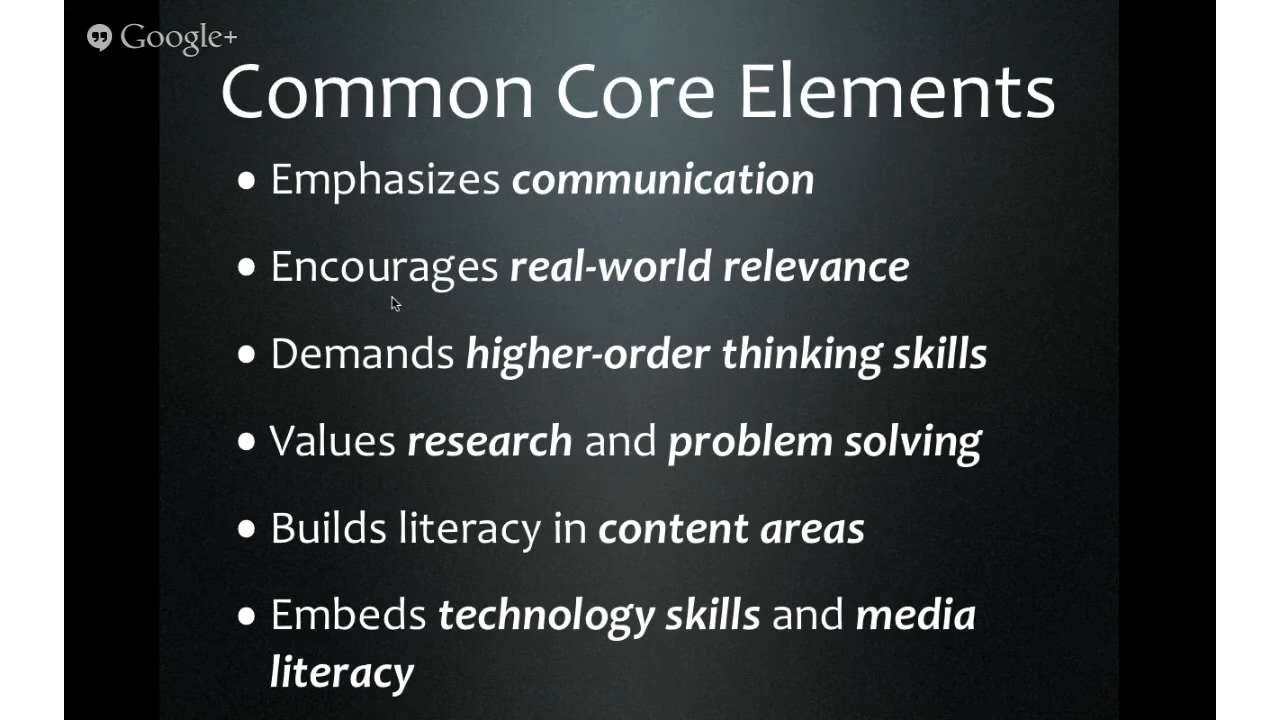 Google+
Common Core Elements
• Emphasizes communication
• Encourages real-world relevance
• Demands higher-order thinking skills
• Values research and problem solving
• Builds literacy in content areas
• Embeds technology skills and media
literacy